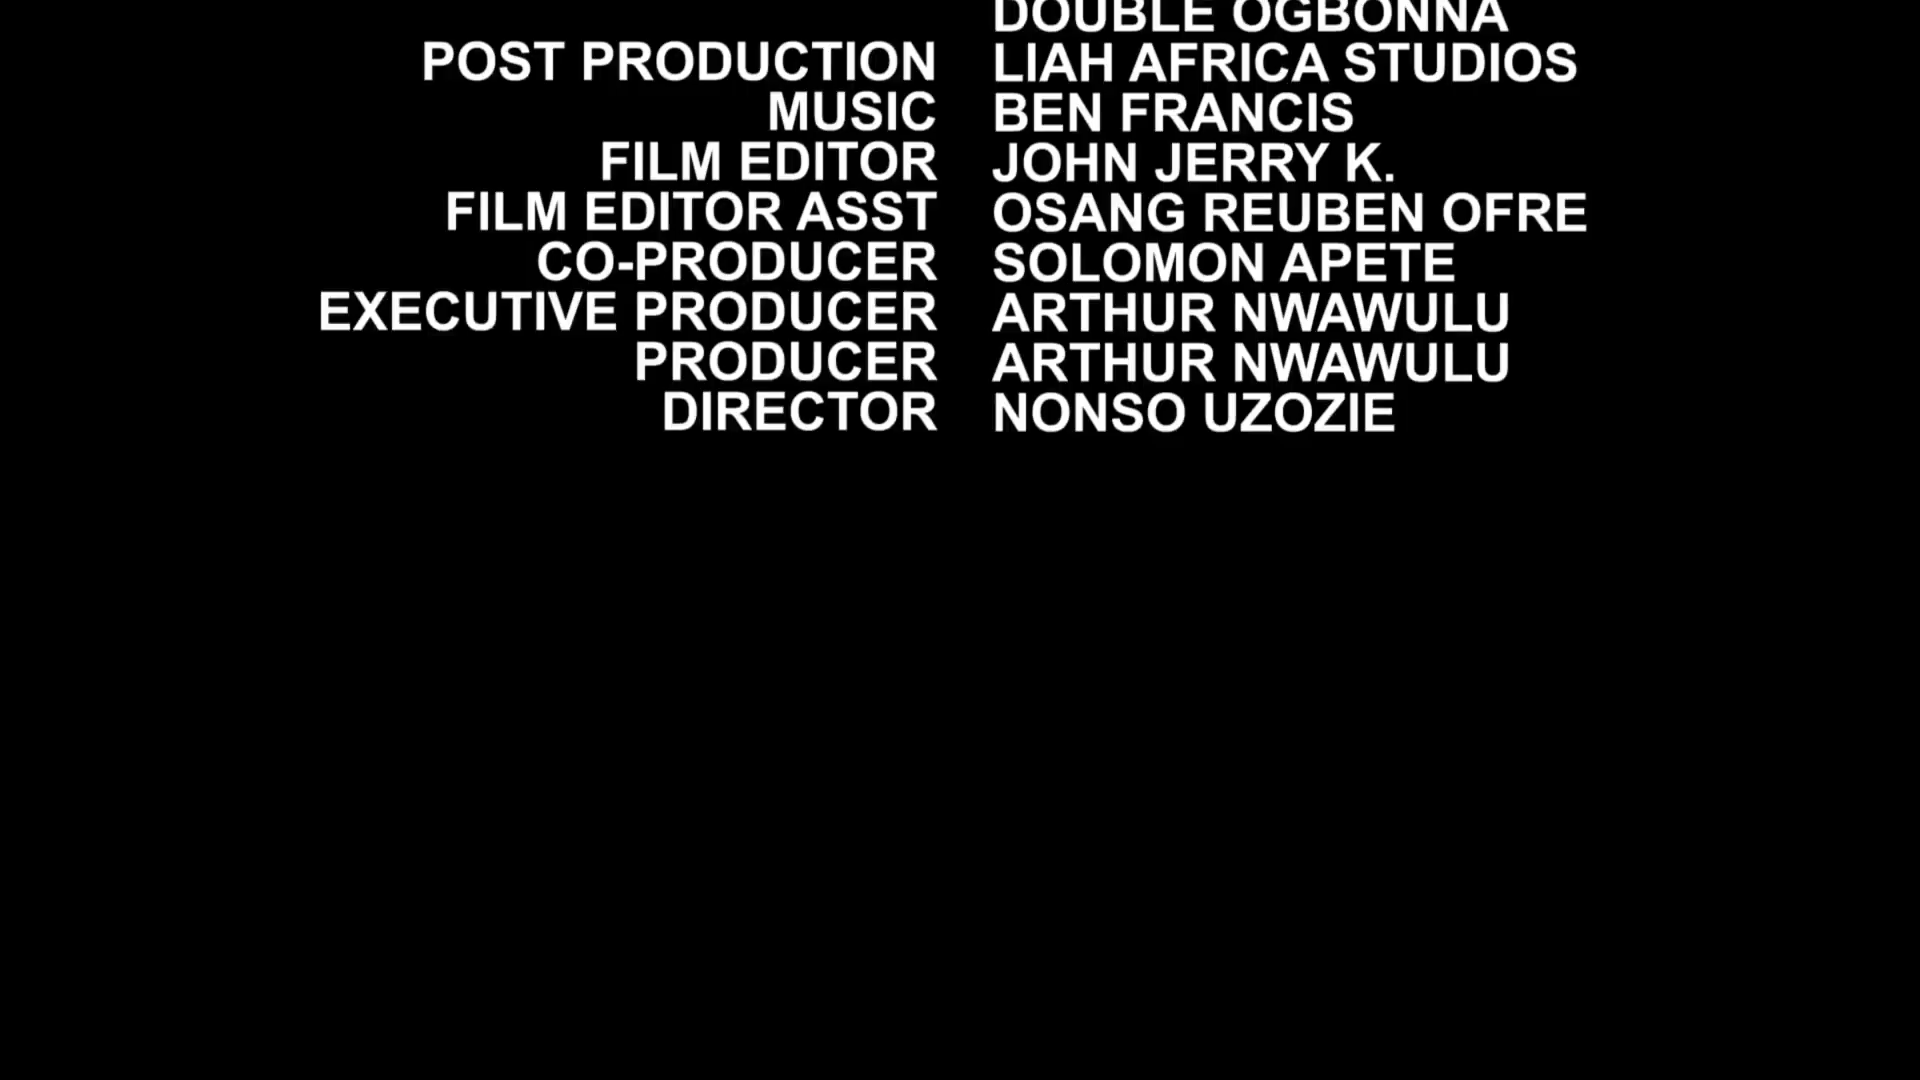 DOUBLE OGBONNA
POST PRODUCTION LIAH AFRICA STUDIOS
MUSIC BEN FRANCIS
FILM EDITOR JOHN JERRY K.
FILM EDITOR ASST OSANG REUBEN OFRE
CO-PRODUCER SOLOMON APETE
EXECUTIVE PRODUCER ARTHUR NWAWULU
PRODUCER ARTHUR NWAWULU
DIRECTOR NONSO UZOZIE